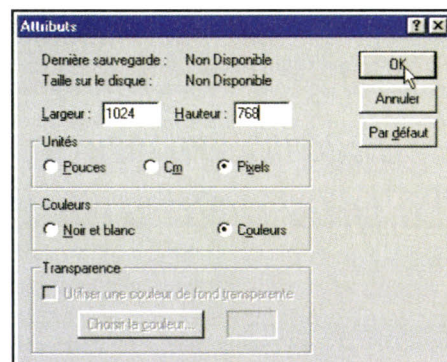 Attributs
Dernière sauvegarde : Non Disponible
Taille sur le disque : Non Disponible
OK
Largeur : 1024 Hauteur : 768
Annuler
Par défaut
Unités
Pouces Cm Pixels
Couleurs
Noir et blanc Couleurs
Transparence
Utiliser une couleur de fond transparente
Choisir la couleur...